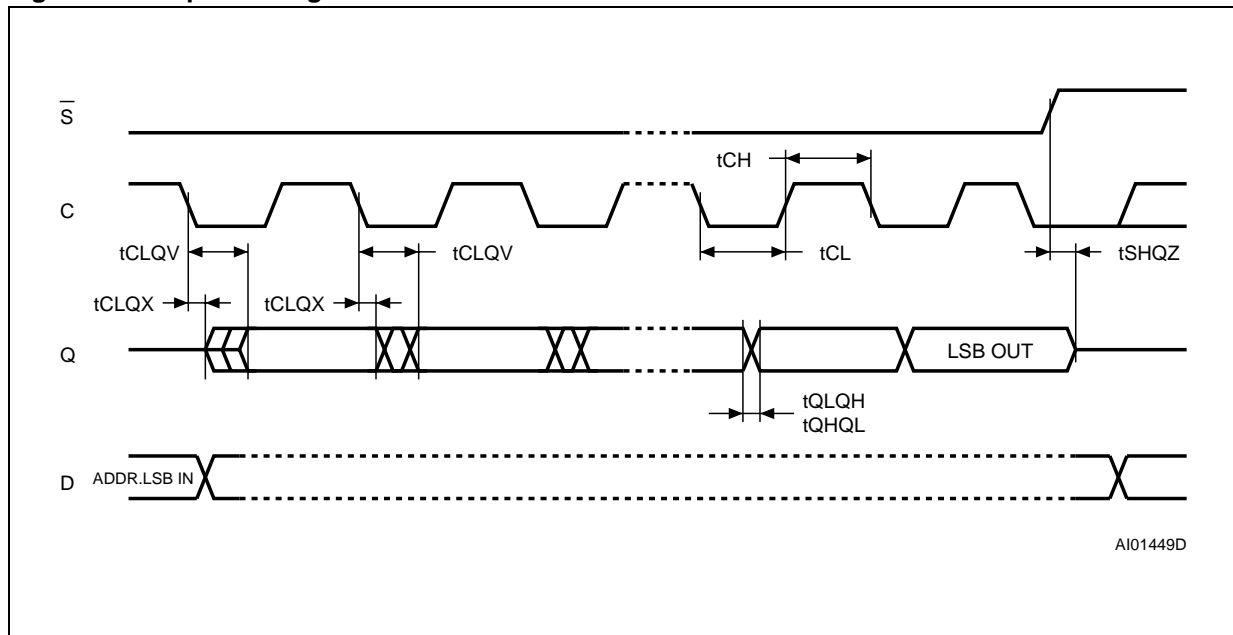 S
tCH
C
tCLQV
tCLQV
tCL
tSHQZ
tCLQX
tCLQX
Q
LSB OUT
tQLQH
tQHQL
D
ADDR.LSB IN
AI01449D